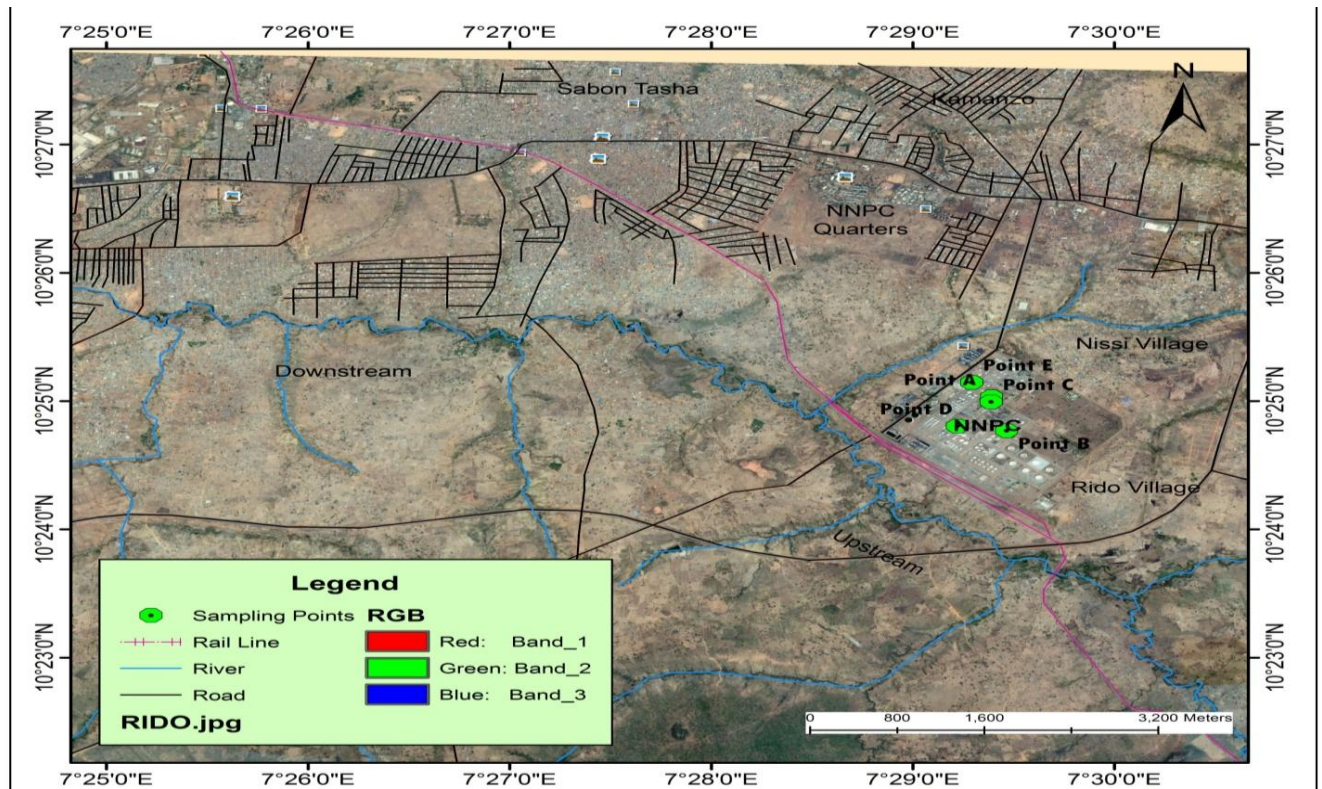 7°25'0"E 7°26'0"E 7°27'0"E 7°28'0"E 7°29'0"E 7°30'0"E
N
Sabon Tasha
Kamanzo
10°27'0"N
10°27'0"N
NNPC
Quarters
10°26'0"N
10°26'0"N
Nissi Village
Downstream
Point E
Point A
Point C
10°25'0"N
10°25'0"N
Point D
NNPC
Point B
Rido Village
10°24'0"N
10°24'0"N
Upstream
Legend
Sampling Points
Rail Line
River
Road
RIDO.jpg
RGB
Red: Band_1
Green: Band_2
Blue: Band_3
10°23'0"N
10°23'0"N
0 800 1,600 3,200 Meters
7°25'0"E 7°26'0"E 7°27'0"E 7°28'0"E 7°29'0"E 7°30'0"E